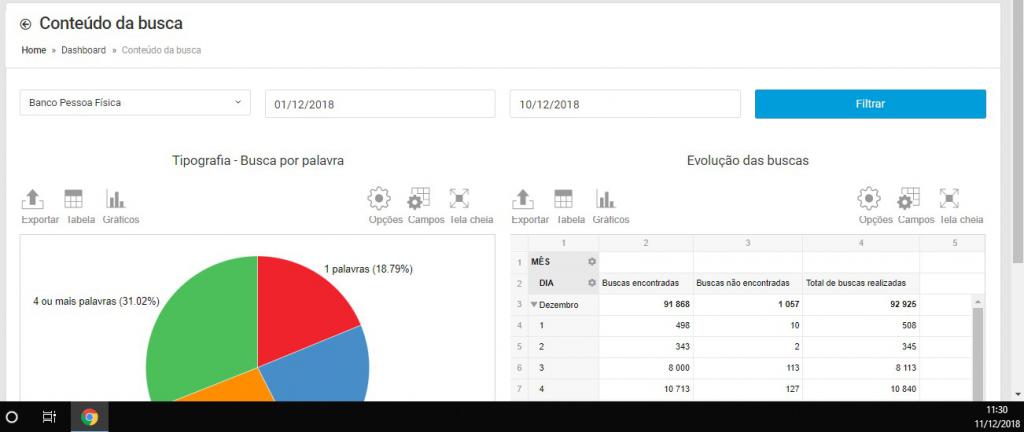 Conteúdo da busca
Home » Dashboard » Conteúdo da busca
Banco Pessoa Física
01/12/2018
10/12/2018
Filtrar
Tipografia - Busca por palavra
Exportar Tabela Gráficos Opções Campos Tela cheia
4 ou mais palavras (31.02%)
1 palavras (18.79%)
Evolução das buscas
Exportar Tabela Gráficos Opções Campos Tela cheia
1 2 3 4 5
1 MÊS
2 DIA Buscas encontradas Buscas não encontradas Total de buscas realizadas
3 Dezembro 91 868 1 057 92 925
4 1 498 10 508
5 2 343 2 345
6 3 8 000 113 8 113
7 4 10 713 127 10 840
11:30
11/12/2018